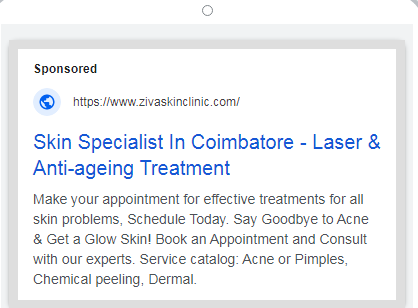 Sponsored
https://www.zivaskinclinic.com/
Skin Specialist In Coimbatore - Laser &
Anti-ageing Treatment
Make your appointment for effective treatments for all
skin problems, Schedule Today. Say Goodbye to Acne
& Get a Glow Skin! Book an Appointment and Consult
with our experts. Service catalog: Acne or Pimples,
Chemical peeling, Dermal.